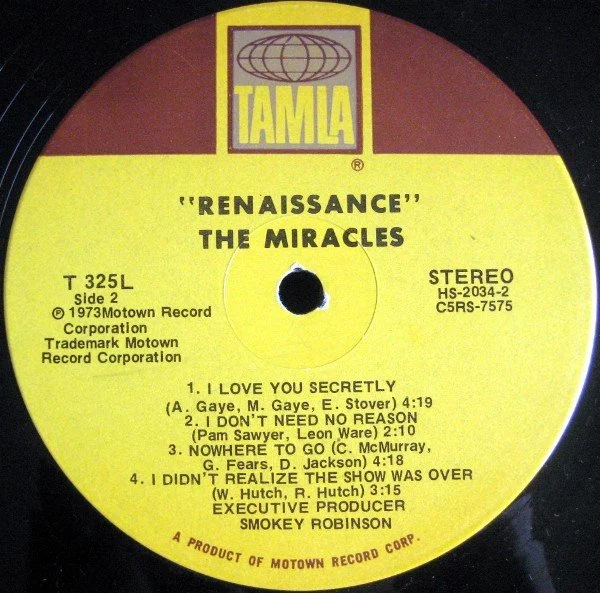 TAMLA
®
"RENAISSANCE"
THE MIRACLES
T 325L
Side 2
℗ 1973Motown Record
Corporation
Trademark Motown
Record Corporation
STEREO
HS-2034-2
C5RS-7575
1. I LOVE YOU SECRETLY
(A. Gaye, M. Gaye, E. Stover) 4:19
2. I DON'T NEED NO REASON
(Pam Sawyer, Leon Ware) 2:10
3. NOWHERE TO GO (C. McMurray,
G. Fears, D. Jackson) 4:18
4. I DIDN'T REALIZE THE SHOW WAS OVER
(W. Hutch, R. Hutch) 3:15
EXECUTIVE PRODUCER
SMOKEY ROBINSON
A PRODUCT OF MOTOWN RECORD CORP.